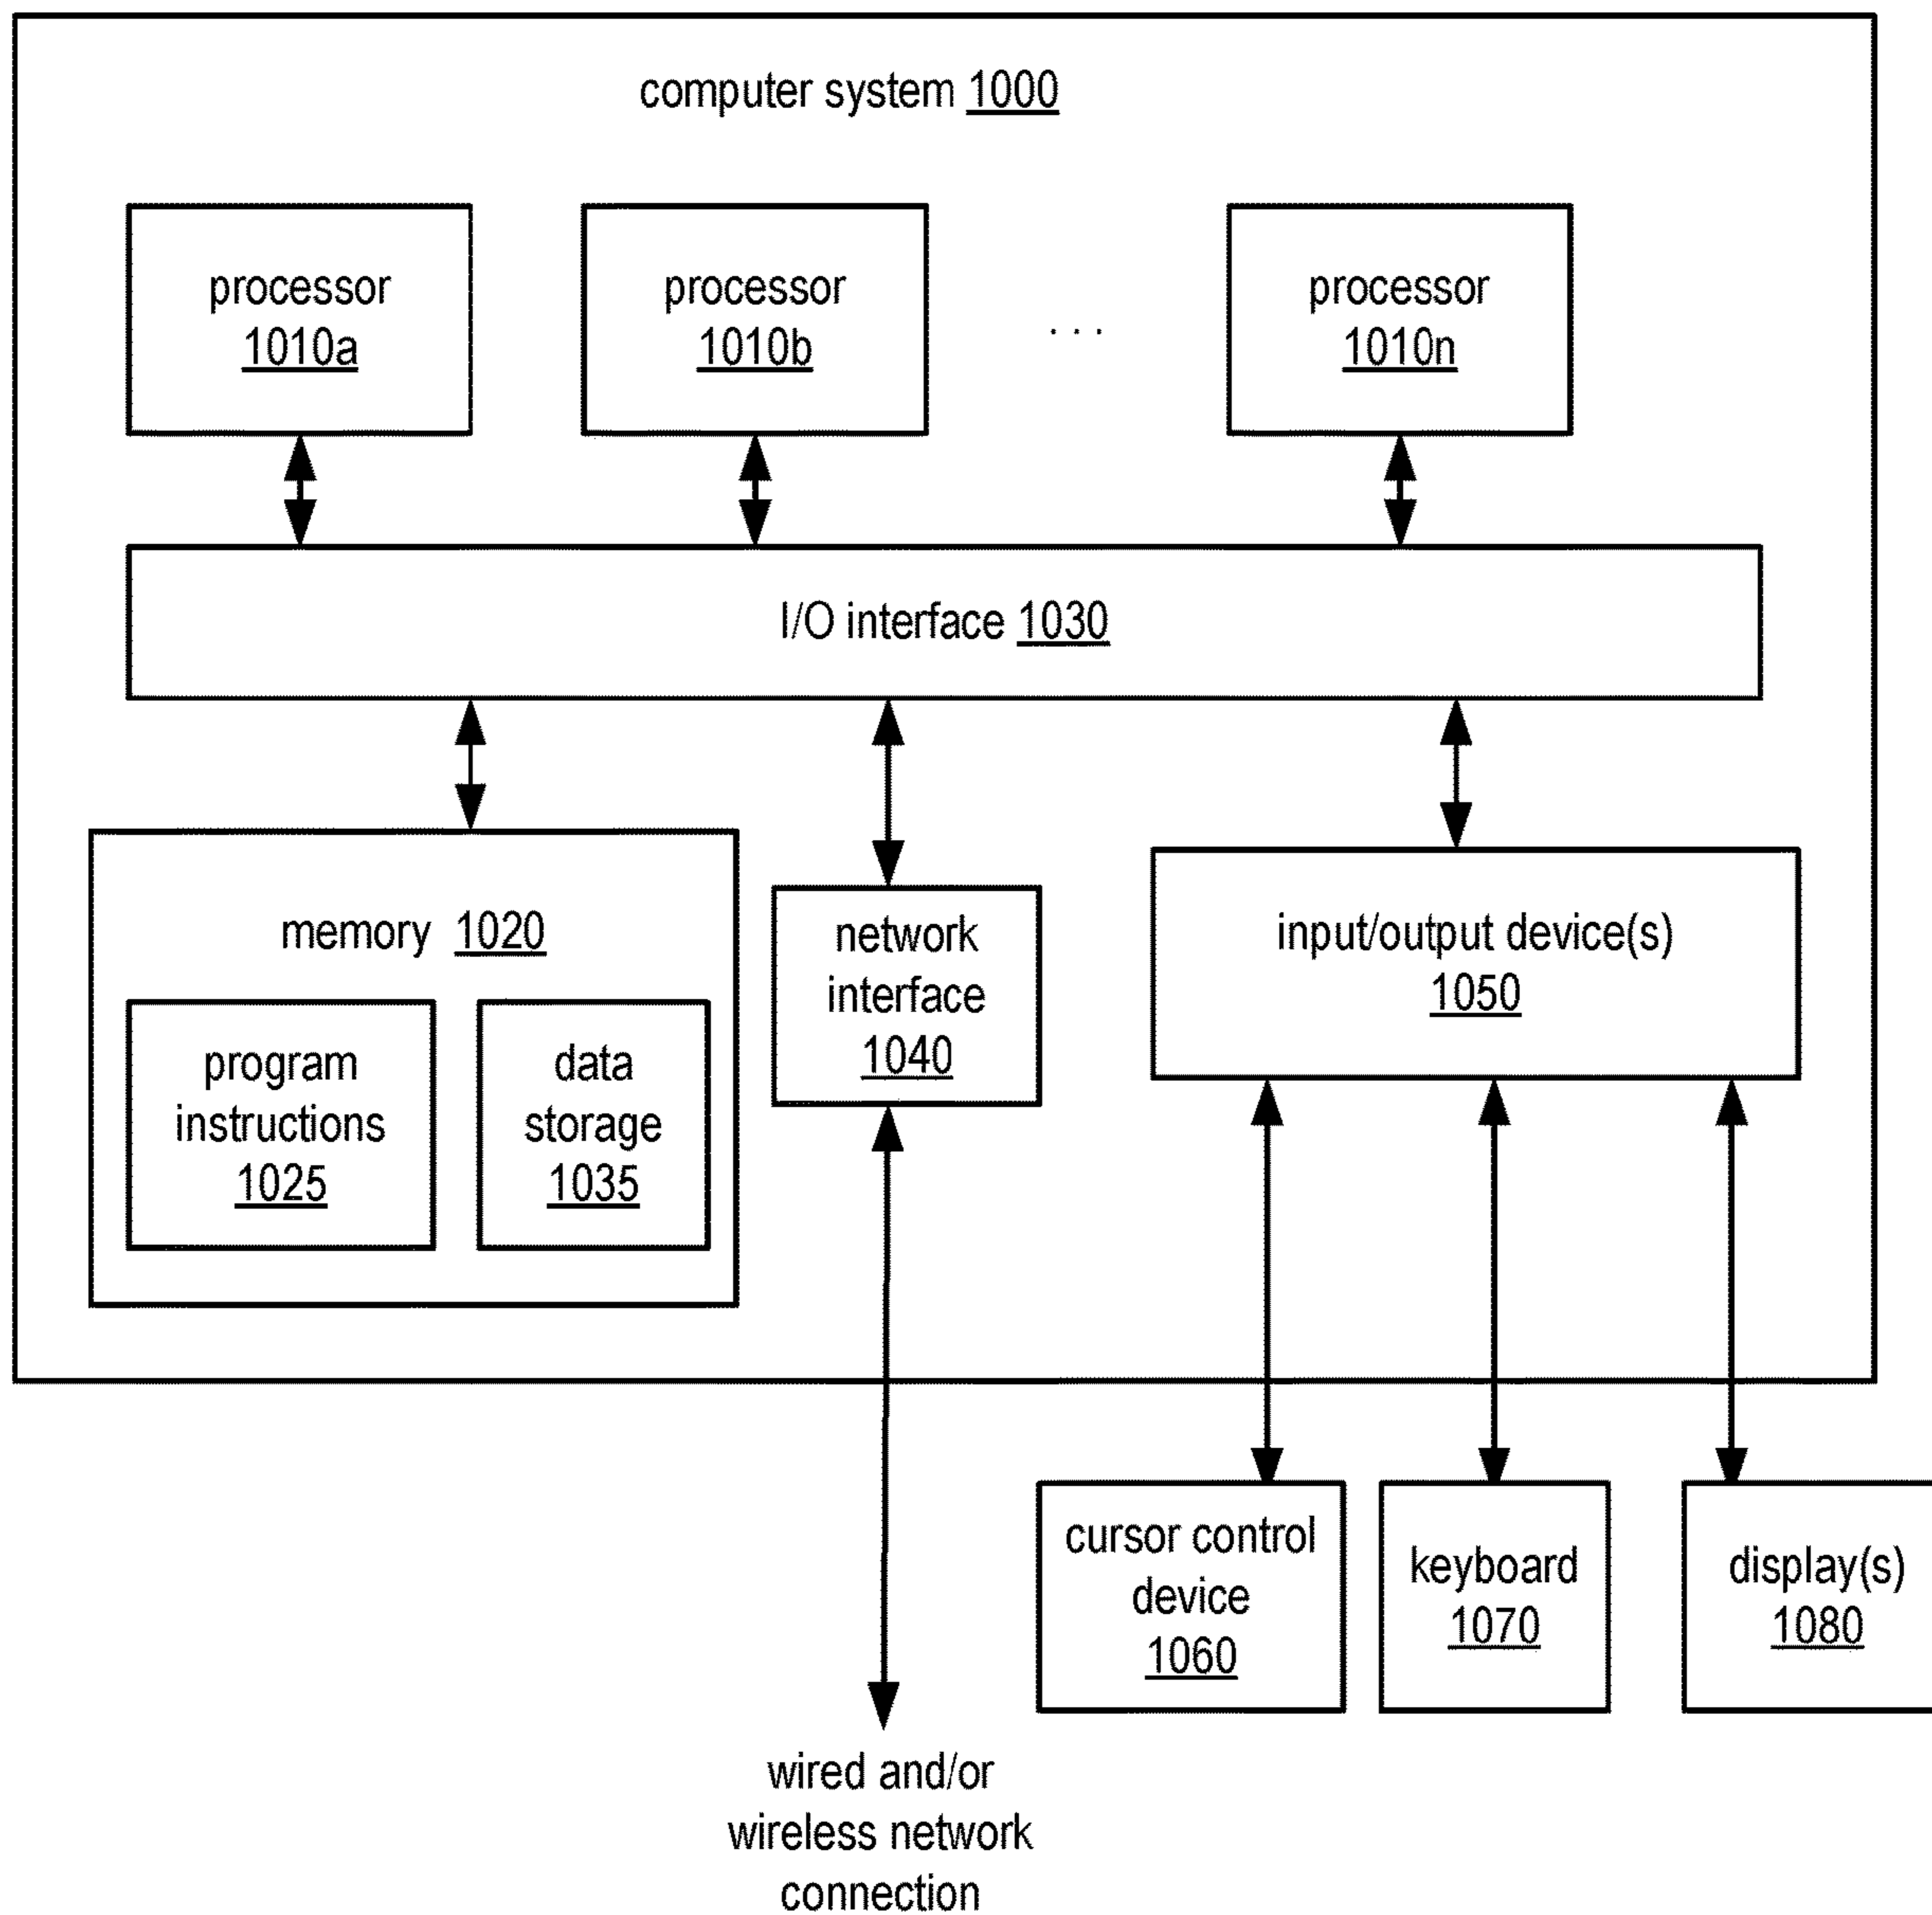 computer system 1000
processor
1010a
processor
1010b
. . .
processor
1010n
I/O interface 1030
memory 1020
program
instructions
1025
data
storage
1035
network
interface
1040
input/output device(s)
1050
cursor control
device
1060
keyboard
1070
display(s)
1080
wired and/or
wireless network
connection